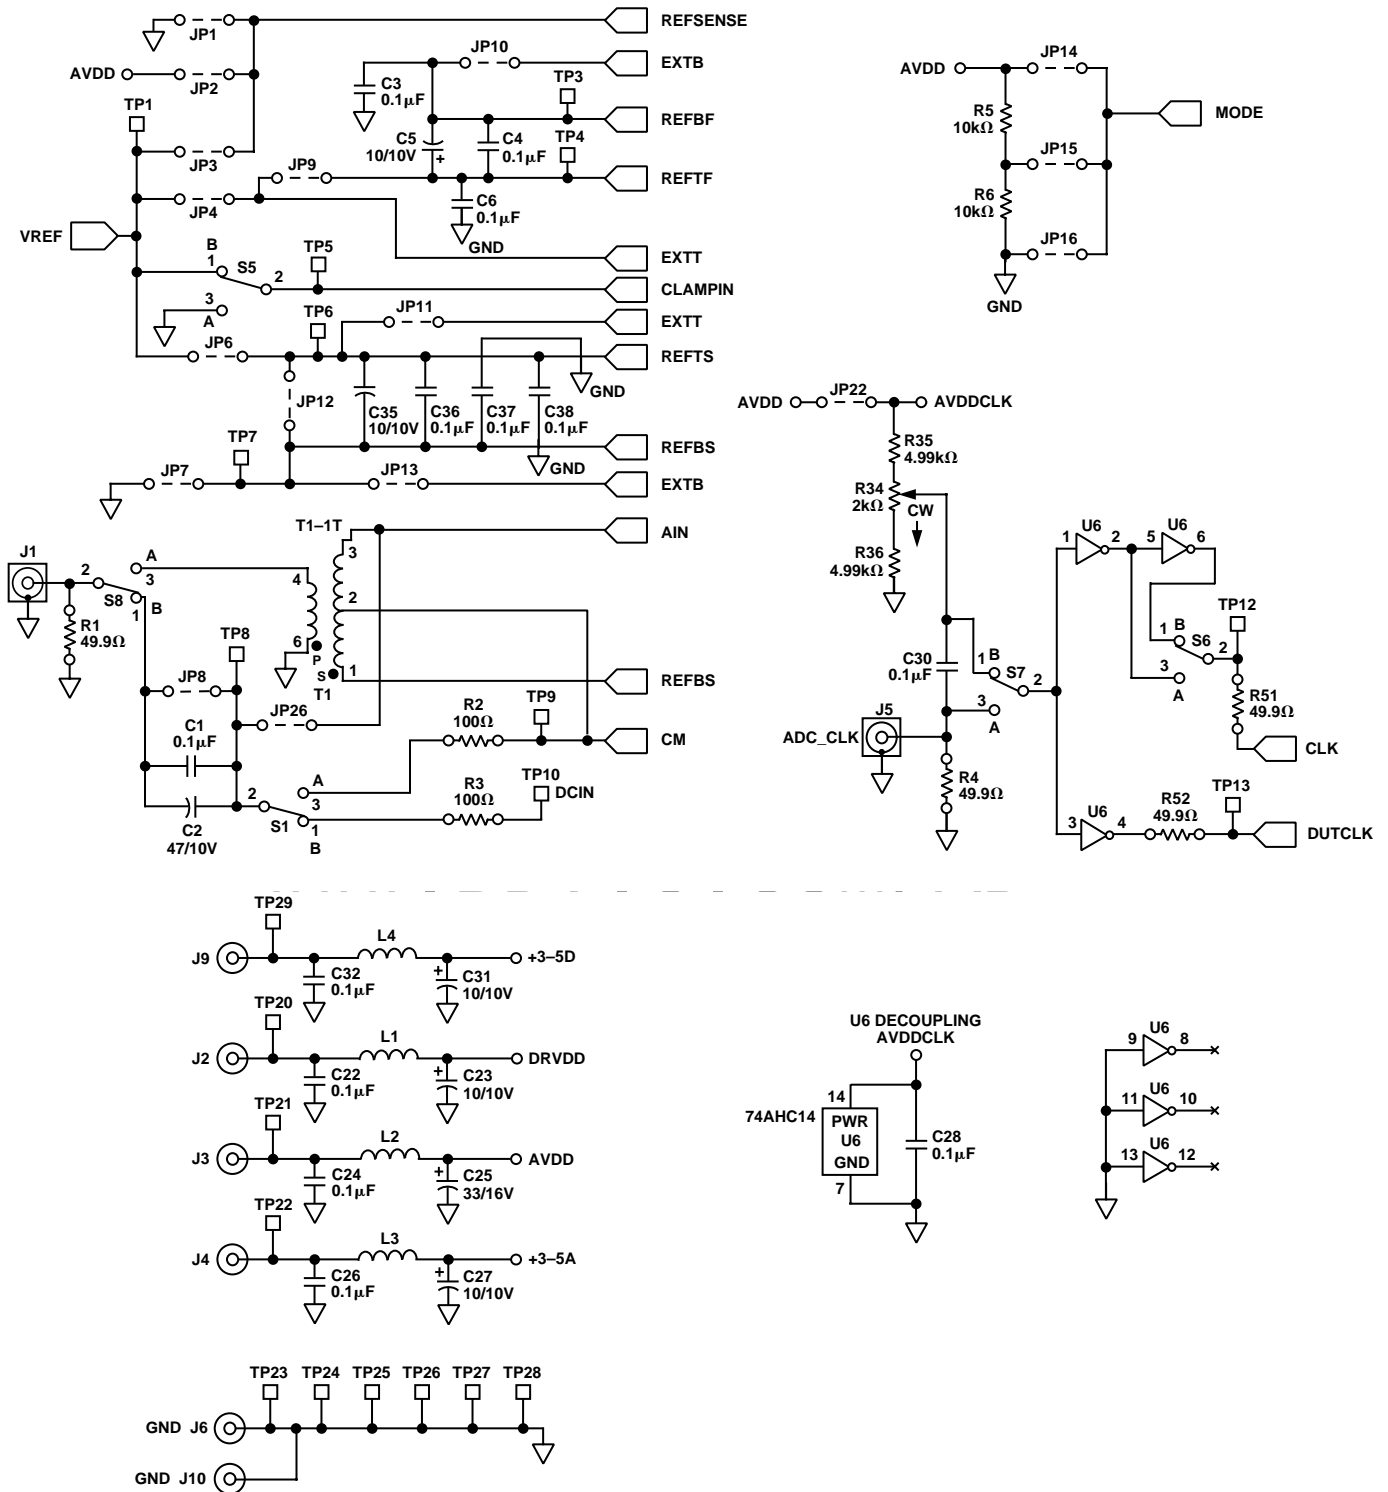 REFSENSE
JP1
JP10
EXTB
AVDD
JP2
TP1
C3
0.1µF
TP3
REFBF
C5
10/10V
+
C4
0.1µF
TP4
JP3
JP9
REFTF
JP4
C6
0.1µF
GND
VREF
B
1
S5
2
TP5
EXTT
CLAMPIN
3
A
TP6
JP11
EXTT
JP6
REFTS
JP12
GND
C35
10/10V
C36
0.1µF
C37
0.1µF
C38
0.1µF
TP7
REFBS
GND
JP7
JP13
EXTB
AVDD
JP14
R5
10kΩ
MODE
JP15
R6
10kΩ
JP16
GND
T1–1T
AIN
J1
A
3
2
S8
B
1
R1
49.9Ω
4
3
2
6
P
S
1
T1
REFBS
TP8
JP8
JP26
R2
100Ω
TP9
CM
C1
0.1µF
A
3
2
S1
1
B
R3
100Ω
TP10
DCIN
C2
47/10V
AVDD
JP22
AVDDCLK
R35
4.99kΩ
R34
2kΩ
CW
R36
4.99kΩ
U6
1
2
U6
5
6
TP12
1
B
S6
2
3
A
C30
0.1µF
1
B
S7
2
3
A
R51
49.9Ω
J5
ADC_CLK
CLK
R4
49.9Ω
U6
3
4
R52
49.9Ω
TP13
DUTCLK
TP29
J9
L4
+3–5D
C32
0.1µF
+
C31
10/10V
TP20
J2
L1
DRVDD
C22
0.1µF
+
C23
10/10V
TP21
J3
L2
AVDD
C24
0.1µF
+
C25
33/16V
TP22
J4
L3
+3–5A
C26
0.1µF
+
C27
10/10V
U6 DECOUPLING
AVDDCLK
14
74AHC14
PWR
U6
GND
7
C28
0.1µF
U6
9
8
U6
11
10
U6
13
12
TP23
TP24
TP25
TP26
TP27
TP28
GND J6
GND J10